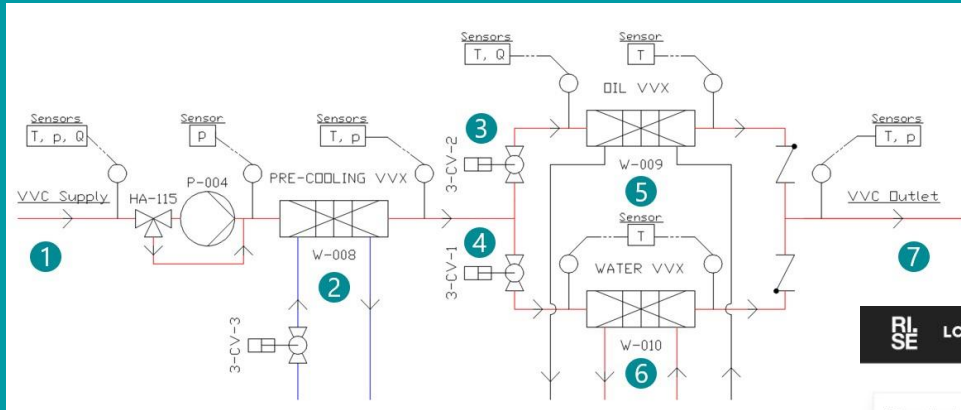 Sensors
T, Q
Sensor
T
OIL VVX
Sensors
T, p, Q
Sensor
p
Sensors
T, p
Sensors
T, p
3
3-CV-2
W-009
5
VVC Supply
HA-115
P-004
PRE-COOLING VVX
VVC Outlet
1
W-008
2
4
3-CV-1
Sensor
T
WATER VVX
7
3-CV-3
W-010
6
RI.
SE